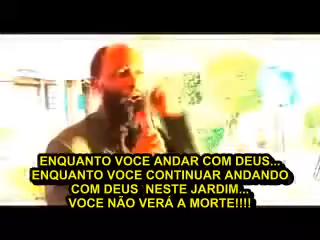 ENQUANTO VOCE ANDAR COM DEUS...
ENQUANTO VOCE CONTINUAR ANDANDO
COM DEUS NESTE JARDIM...
VOCE NÃO VERÁ A MORTE!!!!